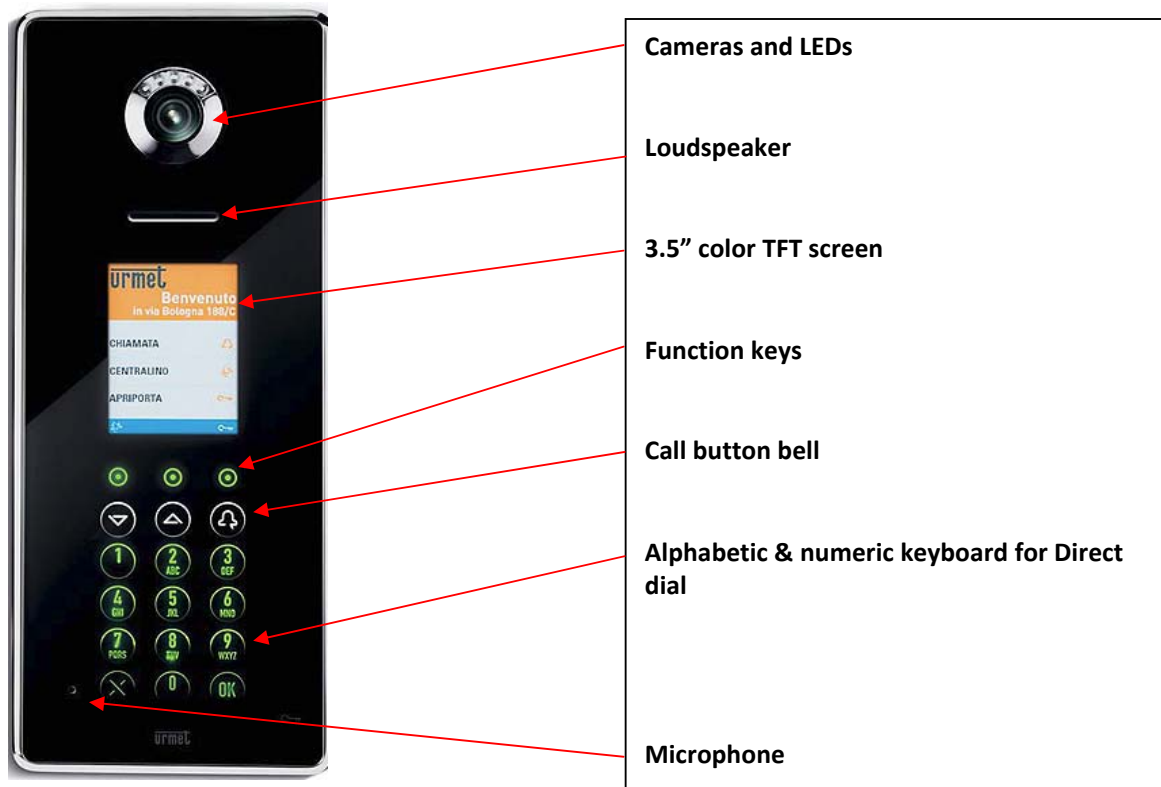 Cameras and LEDs
Loudspeaker
3.5” color TFT screen
Function keys
Call button bell
Alphabetic & numeric keyboard for Direct
dial
Microphone
urmet
Benvenuto
in via Bologna 188/C
CHIAMATA
CENTRALINO
APRIPORTA
1
2
ABC
3
DEF
4
GHI
5
JKL
6
MNO
7
PQRS
8
TUV
9
WXYZ
0
OK
urmet